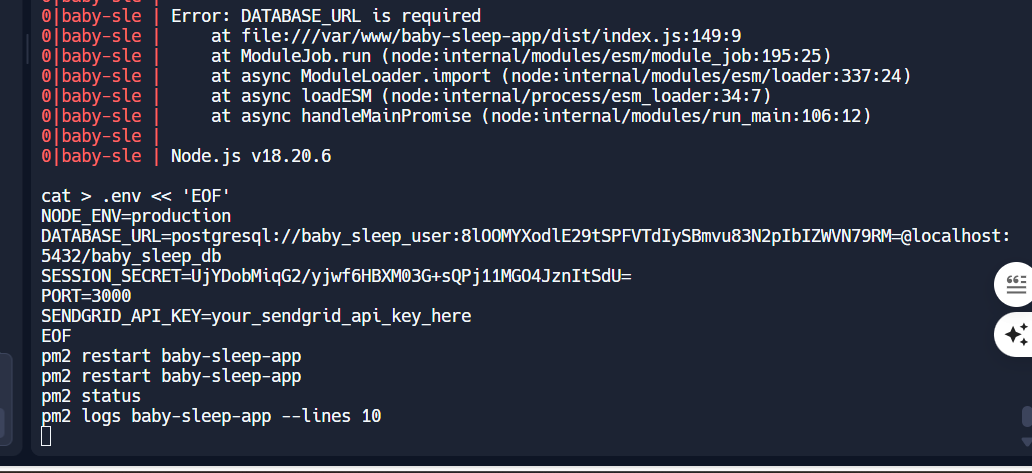 0|baby-sle |
0|baby-sle | Error: DATABASE_URL is required
0|baby-sle |     at file:///var/www/baby-sleep-app/dist/index.js:149:9
0|baby-sle |     at ModuleJob.run (node:internal/modules/esm/module_job:195:25)
0|baby-sle |     at async ModuleLoader.import (node:internal/modules/esm/loader:337:24)
0|baby-sle |     at async loadESM (node:internal/process/esm_loader:34:7)
0|baby-sle |     at async handleMainPromise (node:internal/modules/run_main:106:12)
0|baby-sle |
0|baby-sle | Node.js v18.20.6

cat > .env << 'EOF'
NODE_ENV=production
DATABASE_URL=postgresql://baby_sleep_user:8lOOMYXodlE29tSPFVTdIySBmvu83N2pIbIZWVN79RM=@localhost:
5432/baby_sleep_db
SESSION_SECRET=UjYDobMiqG2/yjwf6HBXM03G+sQPj11MGO4JznItSdU=
PORT=3000
SENDGRID_API_KEY=your_sendgrid_api_key_here
EOF
pm2 restart baby-sleep-app
pm2 restart baby-sleep-app
pm2 status
pm2 logs baby-sleep-app --lines 10